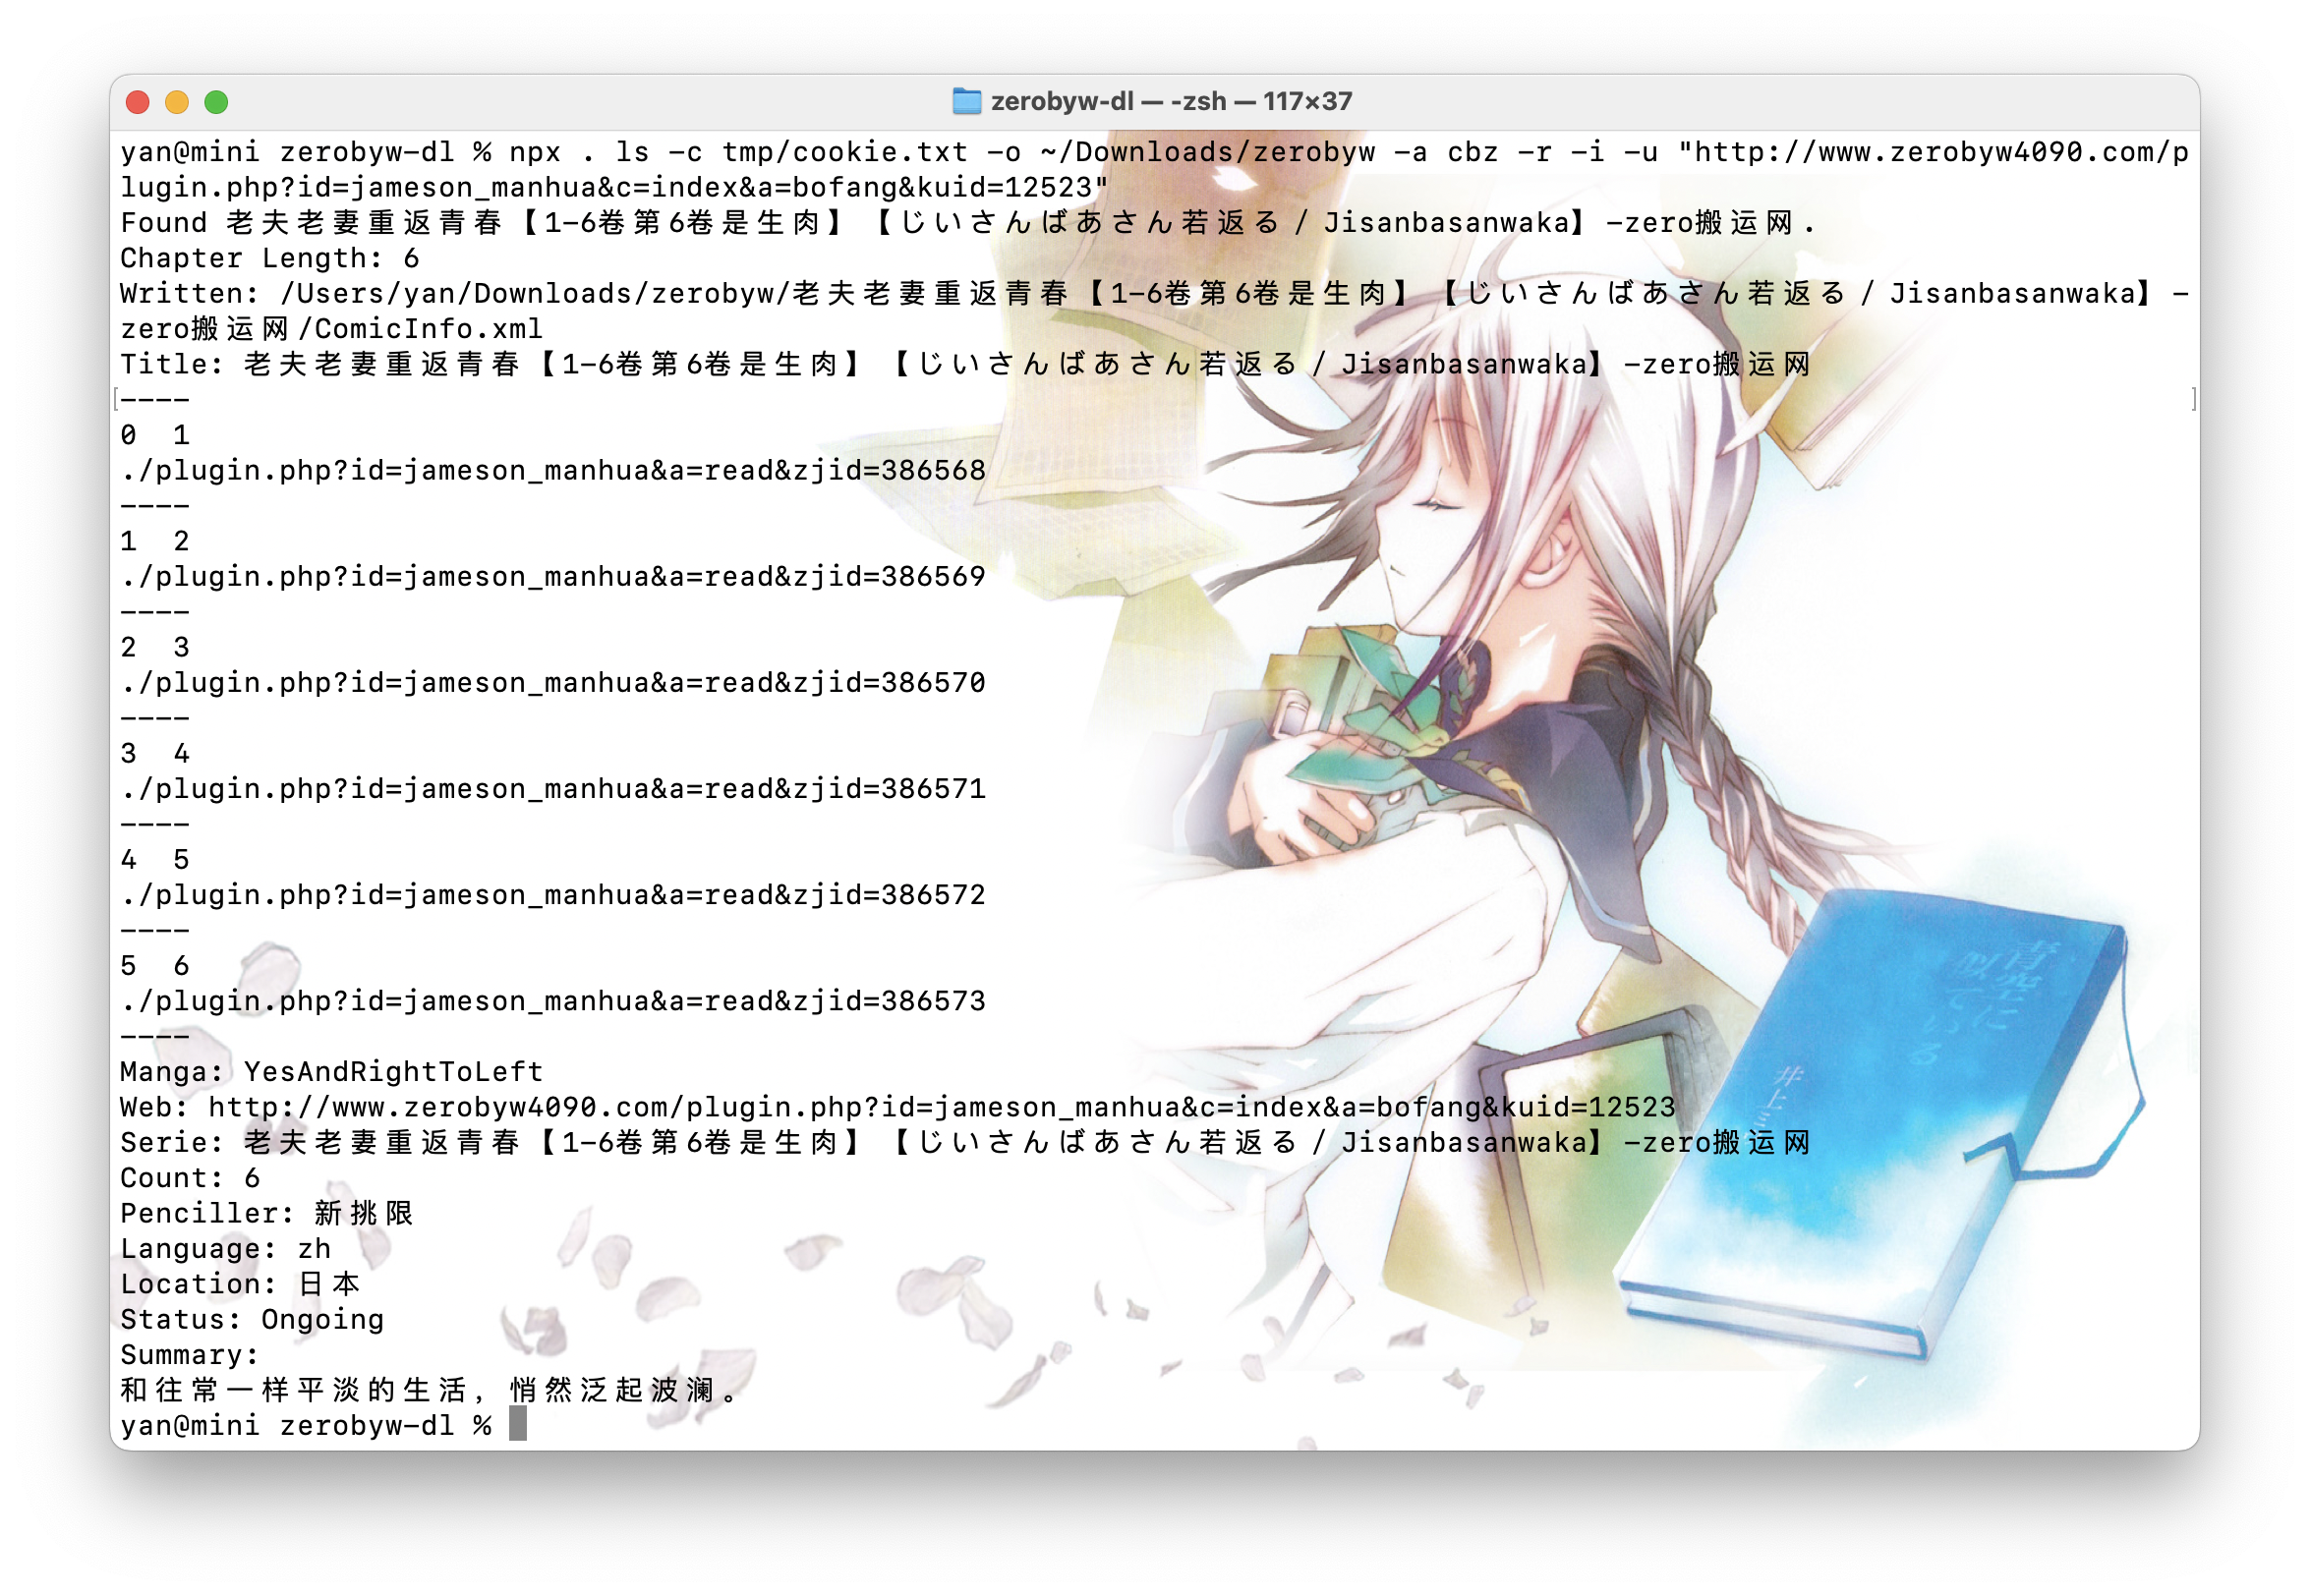 zerobyw-dl — -zsh — 117×37
yan@mini zerobyw-dl % npx . ls -c tmp/cookie.txt -o ~/Downloads/zerobyw -a cbz -r -i -u "http://www.zerobyw4090.com/p
lugin.php?id=jameson_manhua&c=index&a=bofang&kuid=12523"
Found 老夫老妻重返青春【1-6卷第6卷是生肉】【じいさんばあさん若返る/Jisanbasanwaka】-zero搬运网.
Chapter Length: 6
Written: /Users/yan/Downloads/zerobyw/老夫老妻重返青春【1-6卷第6卷是生肉】【じいさんばあさん若返る/Jisanbasanwaka】-
zero搬运网/ComicInfo.xml
Title: 老夫老妻重返青春【1-6卷第6卷是生肉】【じいさんばあさん若返る/Jisanbasanwaka】-zero搬运网
----
0  1
./plugin.php?id=jameson_manhua&a=read&zjid=386568
----
1  2
./plugin.php?id=jameson_manhua&a=read&zjid=386569
----
2  3
./plugin.php?id=jameson_manhua&a=read&zjid=386570
----
3  4
./plugin.php?id=jameson_manhua&a=read&zjid=386571
----
4  5
./plugin.php?id=jameson_manhua&a=read&zjid=386572
----
5  6
./plugin.php?id=jameson_manhua&a=read&zjid=386573
----
Manga: YesAndRightToLeft
Web: http://www.zerobyw4090.com/plugin.php?id=jameson_manhua&c=index&a=bofang&kuid=12523
Serie: 老夫老妻重返青春【1-6卷第6卷是生肉】【じいさんばあさん若返る/Jisanbasanwaka】-zero搬运网
Count: 6
Penciller: 新挑限
Language: zh
Location: 日本
Status: Ongoing
Summary:
和往常一样平淡的生活，悄然泛起波澜。
yan@mini zerobyw-dl %
青空に
似ている
井上